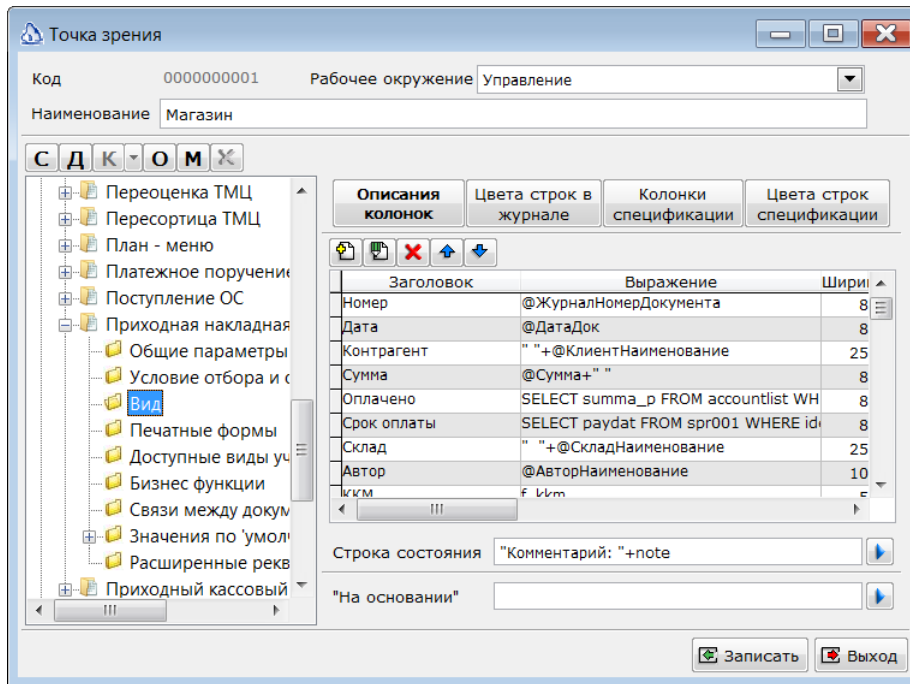 Точка зрения
Код 0000000001 Рабочее окружение Управление
Наименование Магазин
С Д К О М
Переоценка ТМЦ
Пересортица ТМЦ
План - меню
Платежное поручение
Поступление ОС
Приходная накладная
Общие параметры
Условие отбора и с
Вид
Печатные формы
Доступные виды уч
Бизнес функции
Связи между докум
Значения по 'умол
Расширенные рекв
Приходный кассовый
Описания колонок
Цвета строк в журнале
Колонки спецификации
Цвета строк спецификации
Заголовок Выражение Шири
Номер @ЖурналНомерДокумента 8
Дата @ДатаДок 8
Контрагент " "+@КлиентНаименование 25
Сумма @Сумма+" " 8
Оплачено SELECT summa_p FROM accountlist WH 8
Срок оплаты SELECT paydat FROM spr001 WHERE id 8
Склад " "+@СкладНаименование 25
Автор @АвторНаименование 10
ККМ f_kkm 5
Строка состояния "Комментарий: "+note
"На основании"
Записать Выход